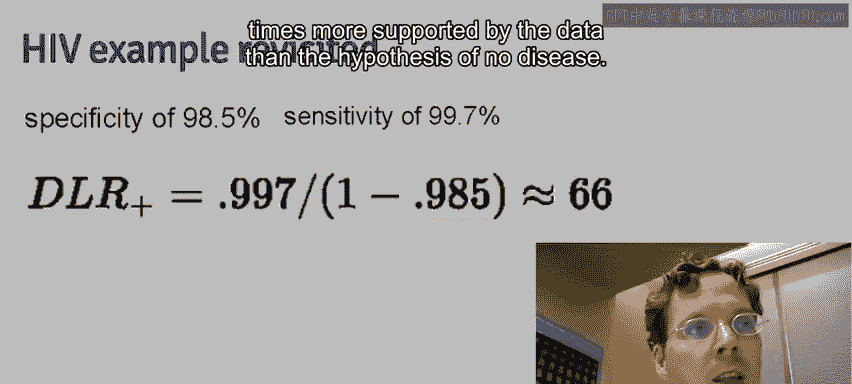 HIV example revisited
times more supported by the data
than the hypothesis of no disease.
specificity of 98.5% sensitivity of 99.7%
DLR+ = .997/(1 − .985) ≈ 66